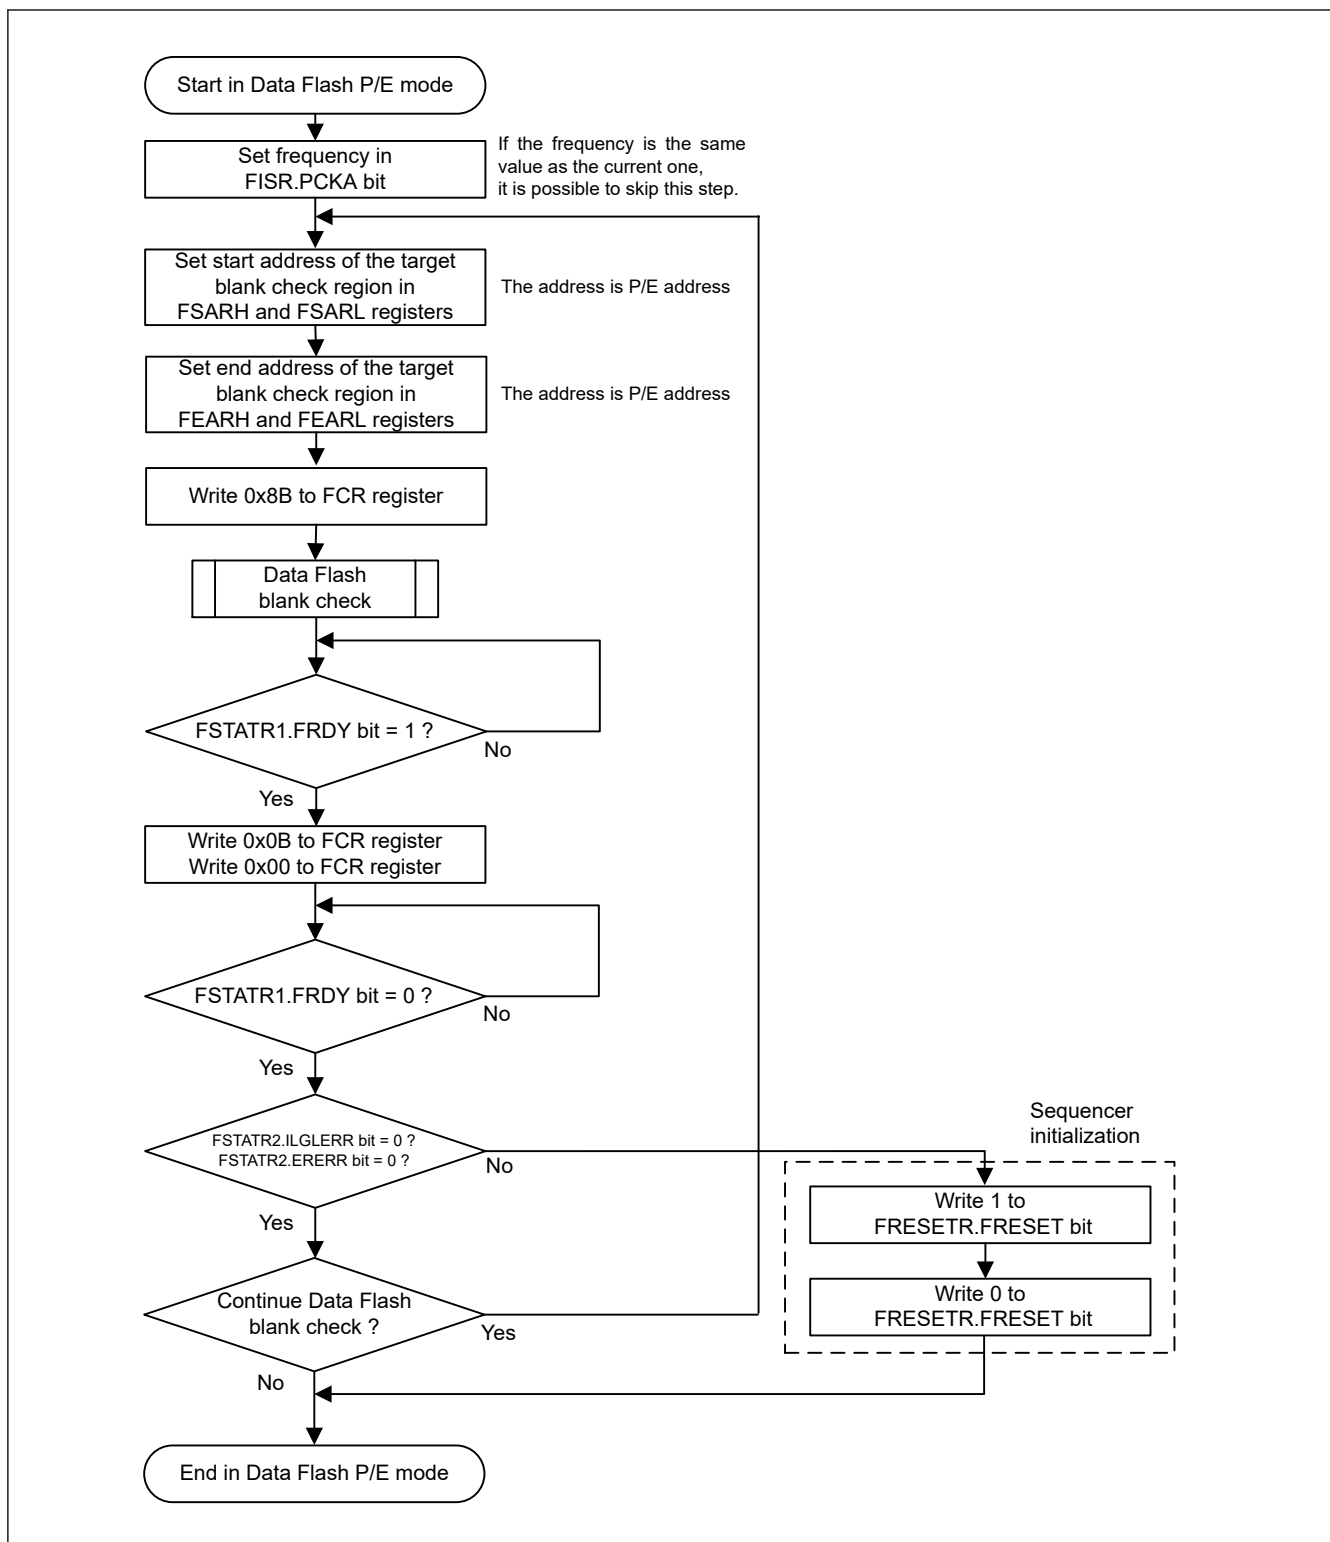 Start in Data Flash P/E mode
Set frequency in
FISR.PCKA bit
If the frequency is the same
value as the current one,
it is possible to skip this step.
Set start address of the target
blank check region in
FSARH and FSARL registers
The address is P/E address
Set end address of the target
blank check region in
FEARH and FEARL registers
The address is P/E address
Write 0x8B to FCR register
Data Flash
blank check
FSTATR1.FRDY bit = 1 ?
No
Yes
Write 0x0B to FCR register
Write 0x00 to FCR register
FSTATR1.FRDY bit = 0 ?
No
Yes
FSTATR2.ILGLERR bit = 0 ?
FSTATR2.ERERR bit = 0 ?
No
Yes
Sequencer
initialization
Write 1 to
FRESETR.FRESET bit
Write 0 to
FRESETR.FRESET bit
Continue Data Flash
blank check ?
Yes
No
End in Data Flash P/E mode